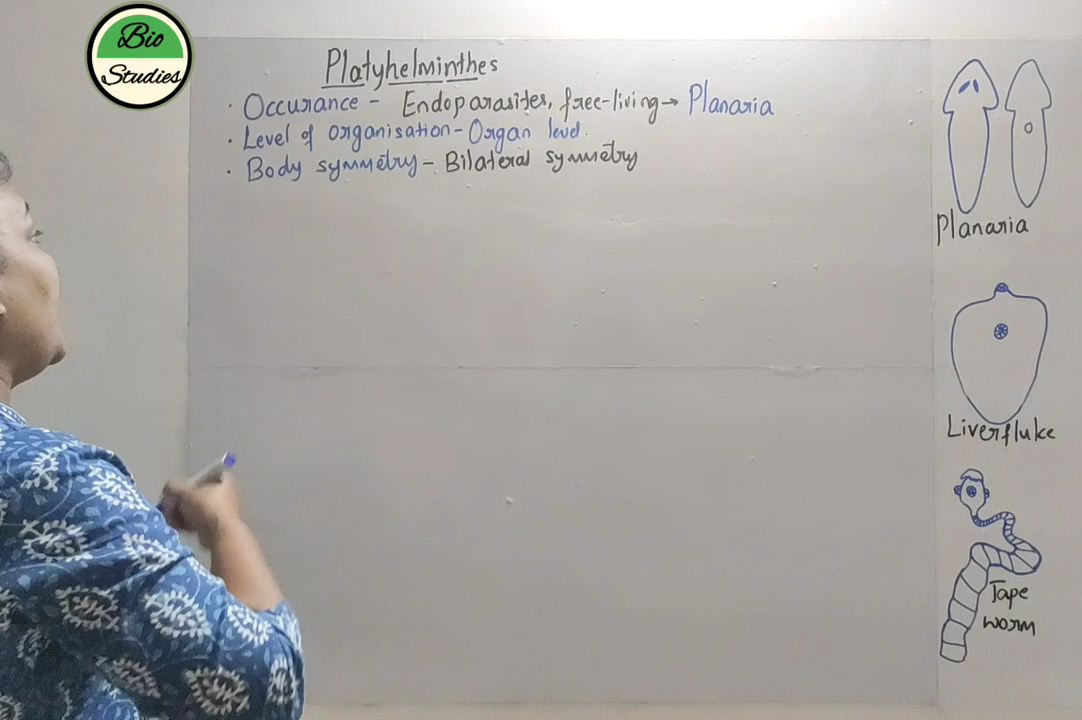 Bio
Studies
Platyhelminthes
· Occurance - Endoparasites, free-living → Planaria
· Level of organisation - Organ level.
· Body symmetry - Bilateral symmetry
Planaria
Liverfluke
Tape
worm